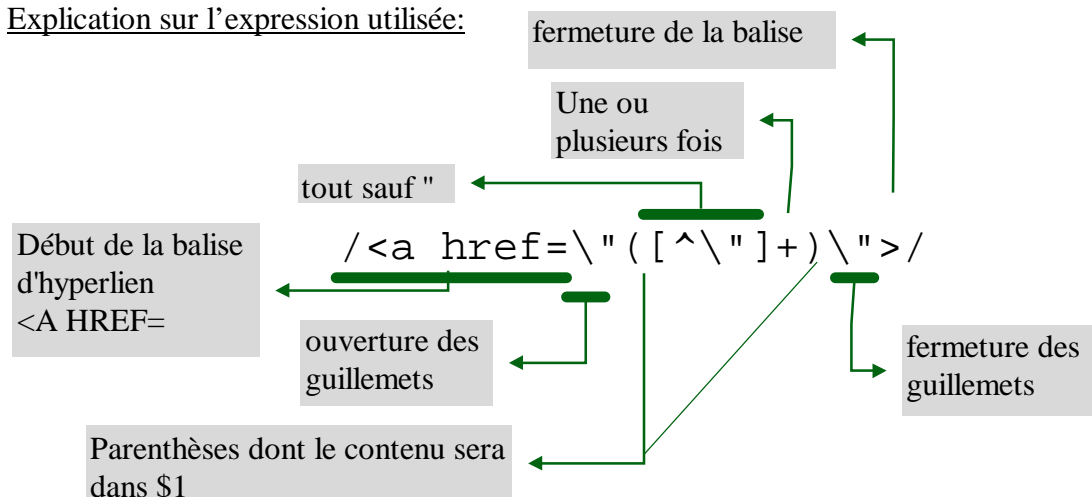 Explication sur l'expression utilisée:
fermeture de la balise
Une ou
plusieurs fois
tout sauf "
/<a href=\"([^\"]+)\">/
Début de la balise
d'hyperlien
<A HREF=
ouverture des
guillemets
fermeture des
guillemets
Parenthèses dont le contenu sera
dans $1